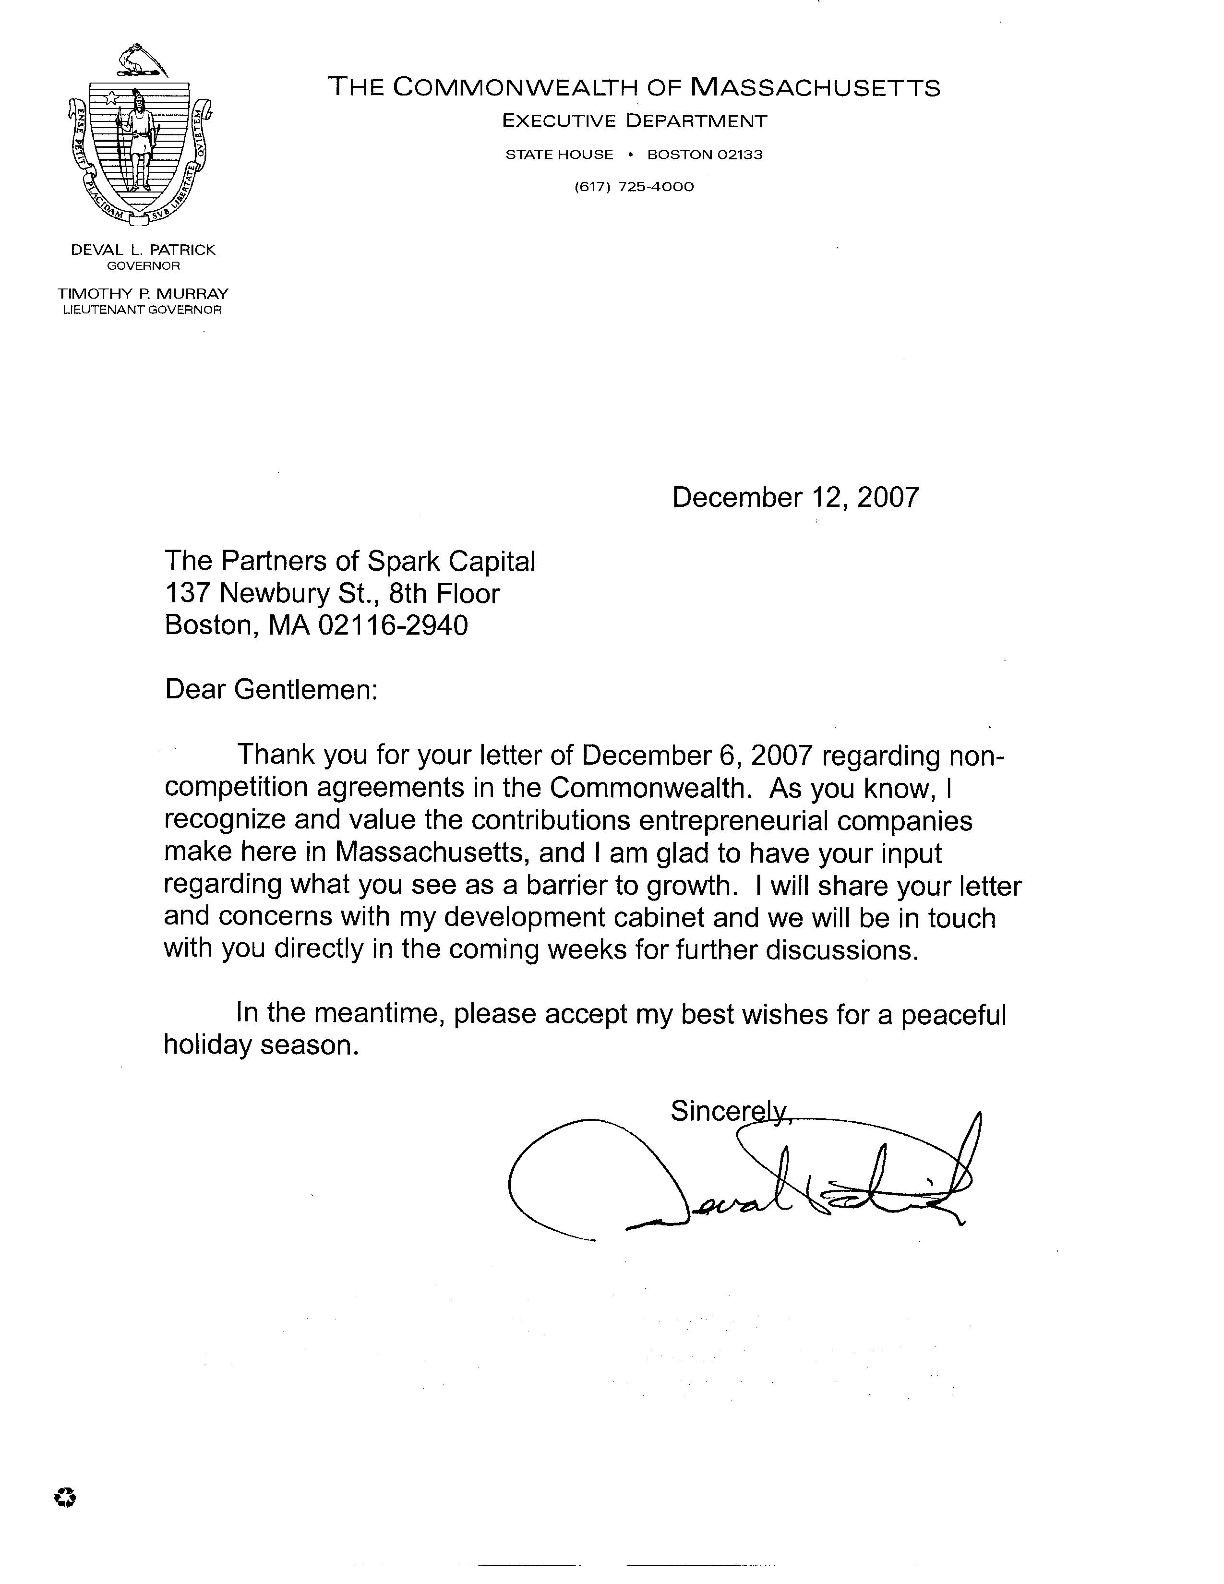 THE COMMONWEALTH OF MASSACHUSETTS
EXECUTIVE DEPARTMENT
STATE HOUSE • BOSTON 02133
(617) 725-4000
ENSE PETIT PLACIDAM SVB LIBERTATE QVIETEM
DEVAL L. PATRICK
GOVERNOR
TIMOTHY P. MURRAY
LIEUTENANT GOVERNOR
December 12, 2007
The Partners of Spark Capital
137 Newbury St., 8th Floor
Boston, MA 02116-2940
Dear Gentlemen:
Thank you for your letter of December 6, 2007 regarding non-
competition agreements in the Commonwealth. As you know, I
recognize and value the contributions entrepreneurial companies
make here in Massachusetts, and I am glad to have your input
regarding what you see as a barrier to growth. I will share your letter
and concerns with my development cabinet and we will be in touch
with you directly in the coming weeks for further discussions.
In the meantime, please accept my best wishes for a peaceful
holiday season.
Sincerely,
Deval Patrick